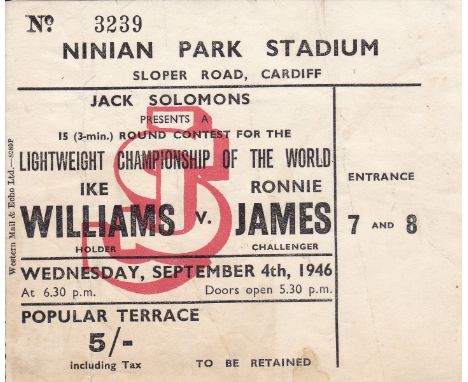 Nº 3239
NINIAN PARK STADIUM
SLOPER ROAD, CARDIFF
JACK SOLOMONS
PRESENTS A
15 (3-min.) ROUND CONTEST FOR THE
LIGHTWEIGHT CHAMPIONSHIP OF THE WORLD
IKE RONNIE
WILLIAMS v. JAMES
HOLDER CHALLENGER
WEDNESDAY, SEPTEMBER 4th, 1946
At 6.30 p.m. Doors open 5.30 p.m.
POPULAR TERRACE
5/-
including Tax TO BE RETAINED
ENTRANCE
7 AND 8
Western Mail & Echo Ltd.—8260P
JS